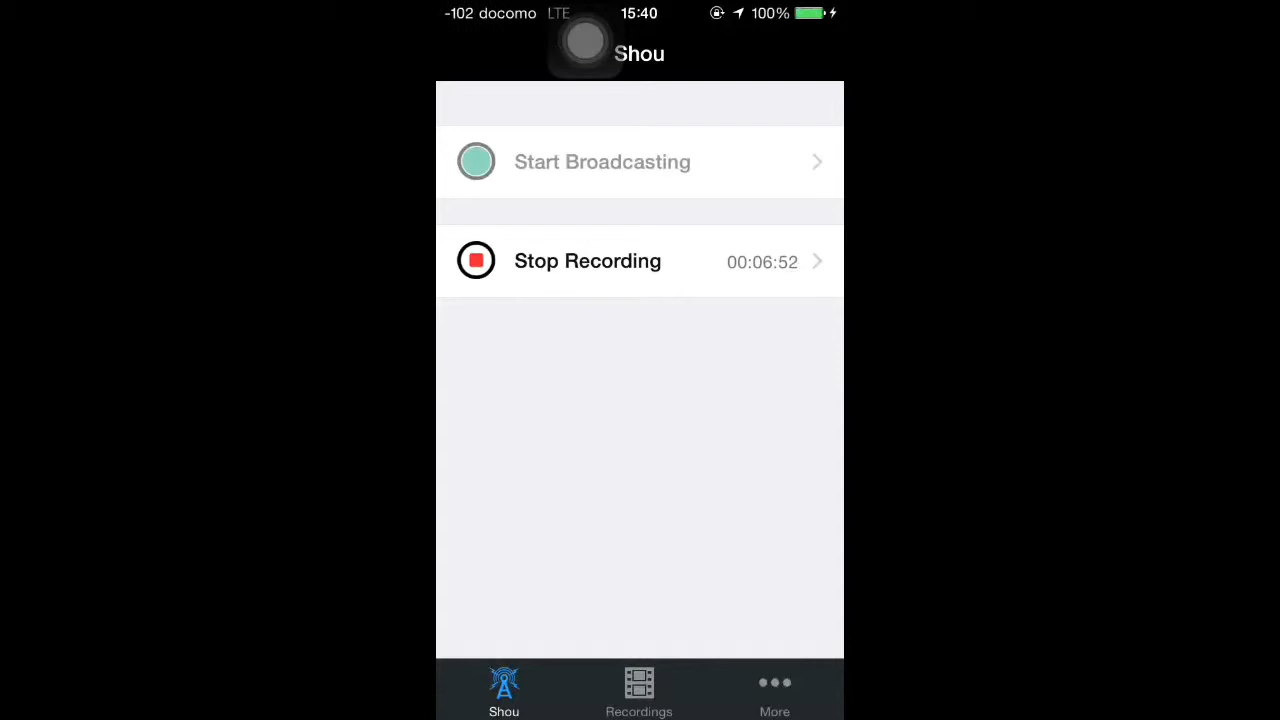 -102 docomo LTE 15:40 100%
Shou
Start Broadcasting
Stop Recording 00:06:52
Shou Recordings More